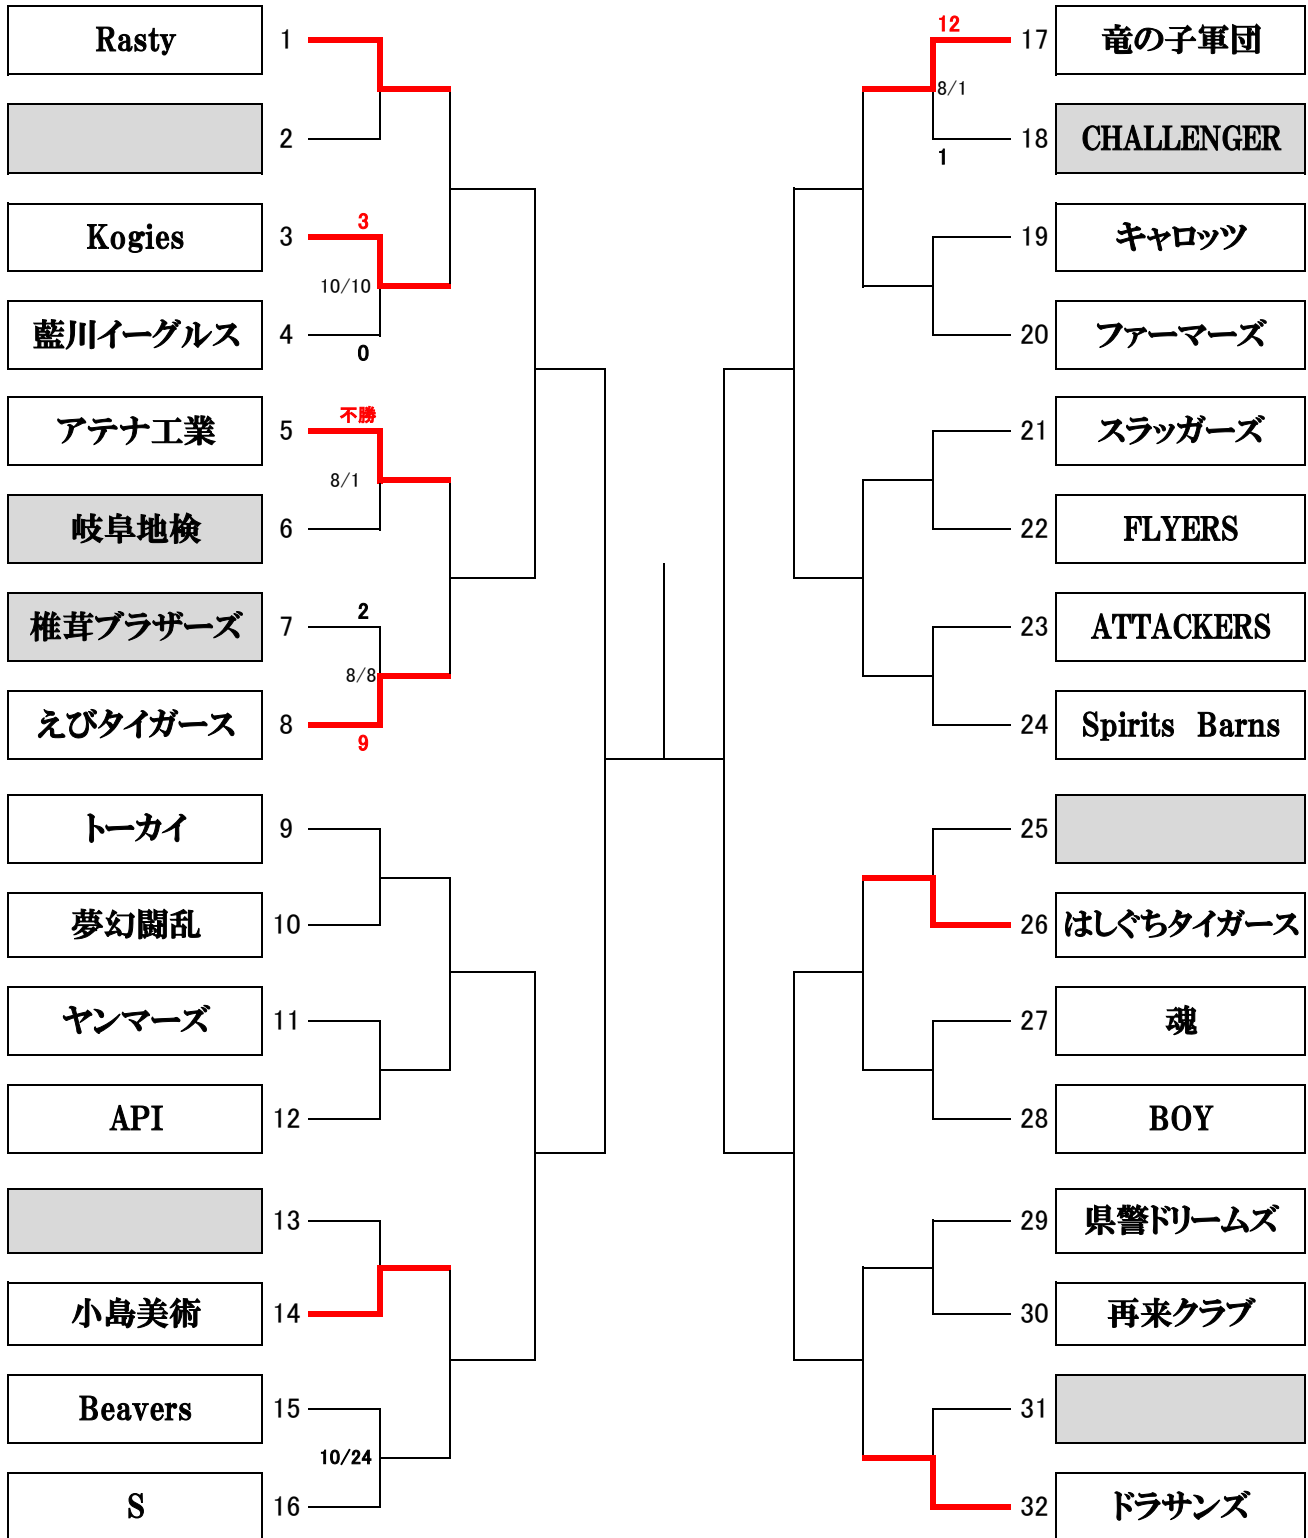 Rasty 1
2
3
Kogies 3
10/10
藍川イーグルス 4
0
不勝
アテナ工業 5
8/1
岐阜地検 6
2
椎茸ブラザーズ 7
8/8
えびタイガース 8
9
トーカイ 9
夢幻闘乱 10
ヤンマーズ 11
API 12
13
小島美術 14
Beavers 15
10/24
S 16
12
17 竜の子軍団
8/1
18 CHALLENGER
1
19 キャロッツ
20 ファーマーズ
21 スラッガーズ
22 FLYERS
23 ATTACKERS
24 Spirits Barns
25
26 はしぐちタイガース
27 魂
28 BOY
29 県警ドリームズ
30 再来クラブ
31
32 ドラサンズ